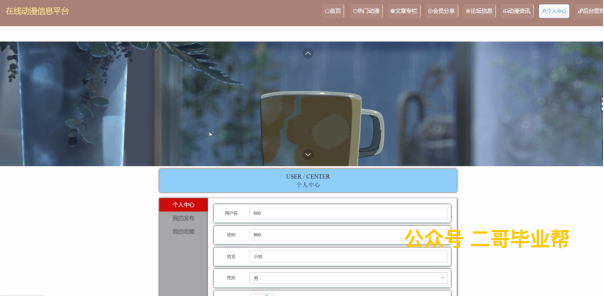 在线动漫信息平台
首页
热门动漫
文章专栏
会员分享
论坛信息
动漫资讯
个人中心
后台管理
USER / CENTER
个人中心
个人中心
我的发布
我的收藏
用户名
666
密码
666
姓名
小如
性别
男
公众号 二哥毕业帮